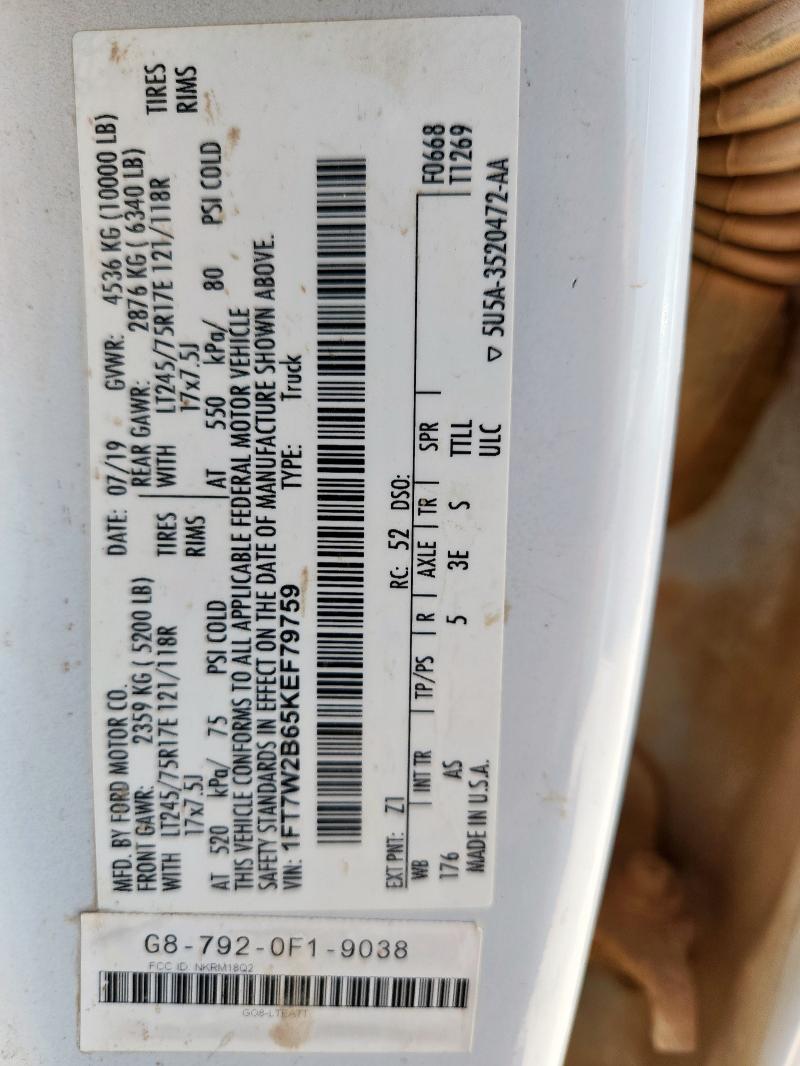 MFD. BY FORD MOTOR CO.
DATE: 07/19 GVWR: 4536 KG (10000 LB)
FRONT GAWR: 2359 KG ( 5200 LB)
REAR GAWR: 2876 KG ( 6340 LB)
WITH LT245/75R17E 121/118R TIRES
WITH LT245/75R17E 121/118R TIRES
17x7.5J RIMS
17x7.5J RIMS
AT 520 kPa/ 75 PSI COLD
AT 550 kPa/ 80 PSI COLD
THIS VEHICLE CONFORMS TO ALL APPLICABLE FEDERAL MOTOR VEHICLE
SAFETY STANDARDS IN EFFECT ON THE DATE OF MANUFACTURE SHOWN ABOVE.
VIN: 1FT7W2B65KEF79759 TYPE: Truck
EXT PNT: Z1 RC: 52 DSO:
WB INT TR TP/PS R AXLE TR SPR F0668
T1269
176 AS 5 3E S TTLL
ULC
MADE IN U.S.A.
▽ 5U5A-3520472-AA
G8-792-0F1-9038
FCC ID: NKRM18Q2